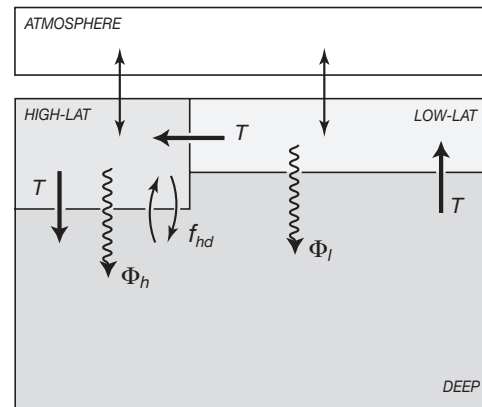 ATMOSPHERE
HIGH-LAT
LOW-LAT
T
T
T
f_hd
Φ_h
Φ_l
DEEP